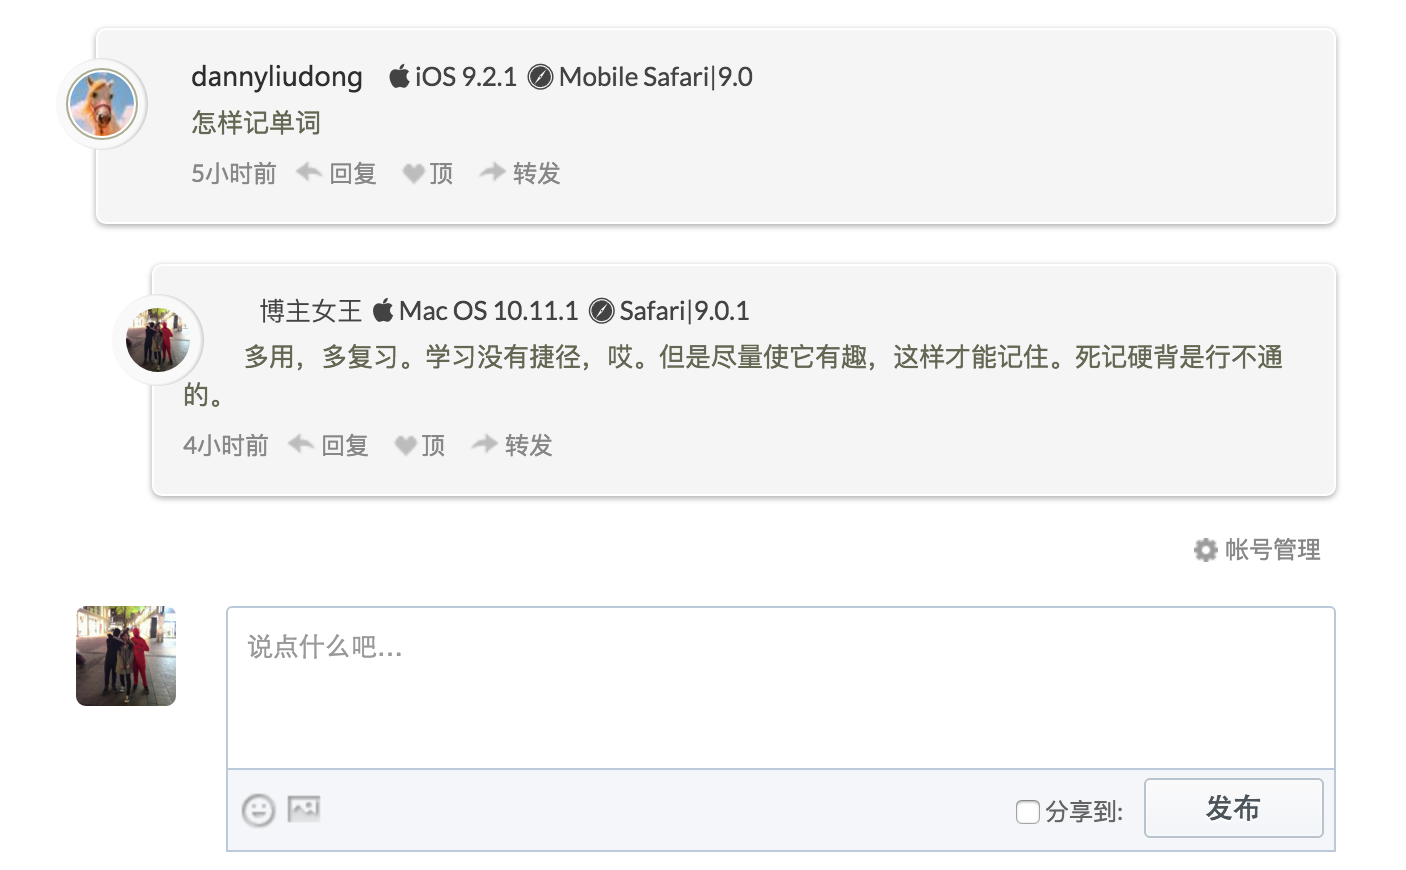 dannyliudong iOS 9.2.1 Mobile Safari|9.0
怎样记单词
5小时前 回复 顶 转发
博主女王 Mac OS 10.11.1 Safari|9.0.1
多用，多复习。学习没有捷径，哎。但是尽量使它有趣，这样才能记住。死记硬背是行不通
的。
4小时前 回复 顶 转发
帐号管理
说点什么吧...
分享到: 发布